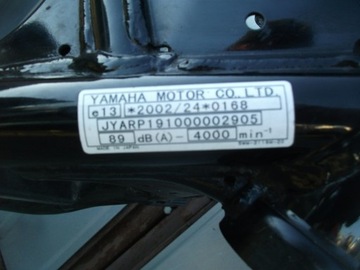 YAMAHA MOTOR CO., LTD.
e13 *2002/24*0168
JYARP191000002905
89 dB(A) - 4000 min-1